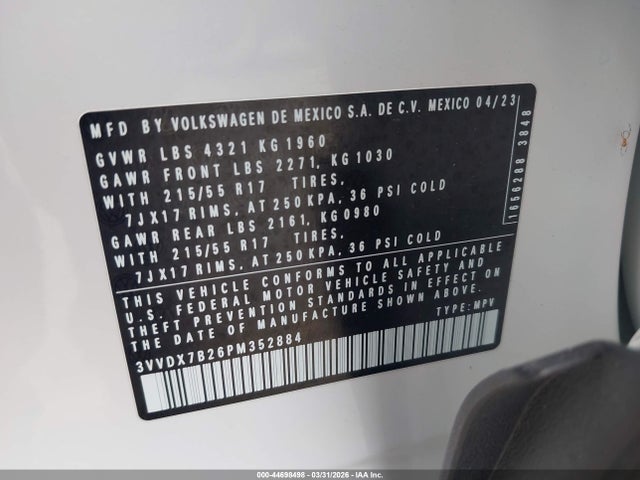 MFD BY VOLKSWAGEN DE MEXICO S.A. DE C.V. MEXICO 04/23
GVWR LBS 4321 KG 1960
GAWR FRONT LBS 2271, KG 1030
WITH 215/55 R17 TIRES,
7JX17 RIMS, AT 250 KPA, 36 PSI COLD
GAWR REAR LBS 2161, KG 0980
WITH 215/55 R17 TIRES,
7JX17 RIMS, AT 250 KPA, 36 PSI COLD
THIS VEHICLE CONFORMS TO ALL APPLICABLE
U.S. FEDERAL MOTOR VEHICLE SAFETY AND
THEFT PREVENTION STANDARDS IN EFFECT ON THE
DATE OF MANUFACTURE SHOWN ABOVE.
3VVDX7B26PM352884 TYPE: MPV
1656288 3848
000-44698498 - 03/31/2026 - IAA Inc.